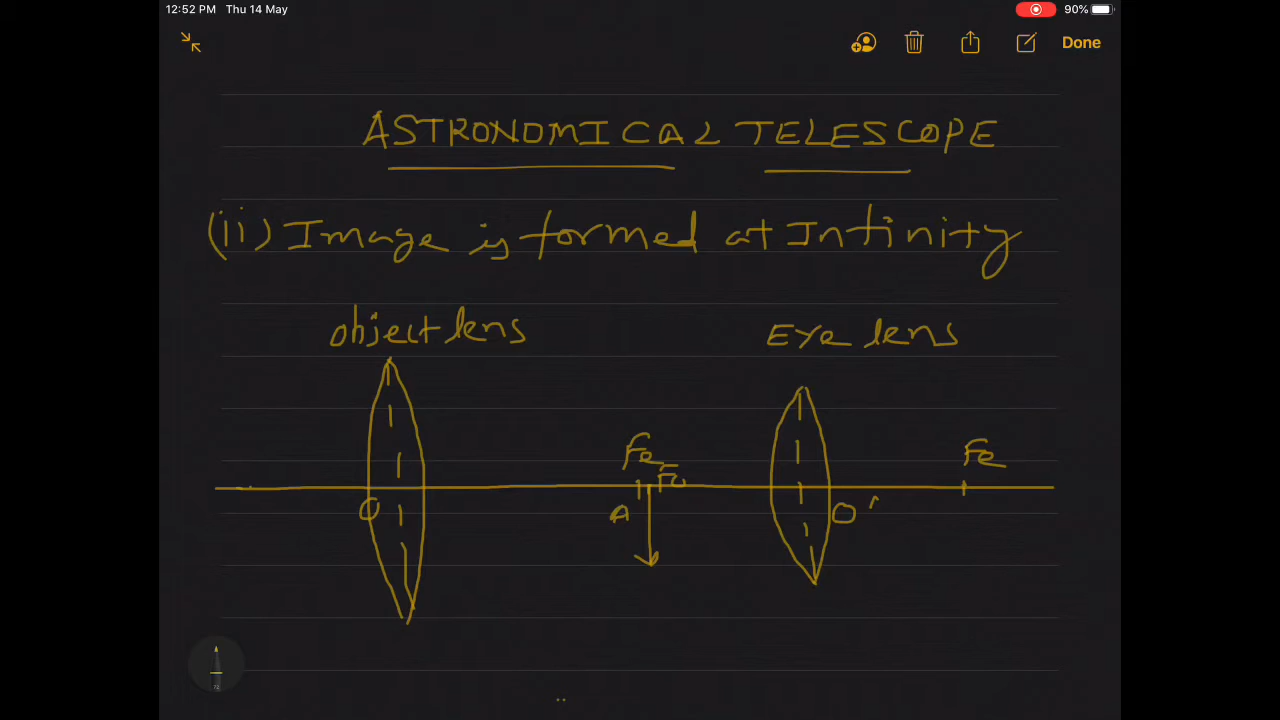 12:52 PM Thu 14 May 90%
Done
ASTRONOMICAL TELESCOPE
(ii) Image is formed at Infinity
object lens Eye lens
Fe Fe
Fo
O A O'